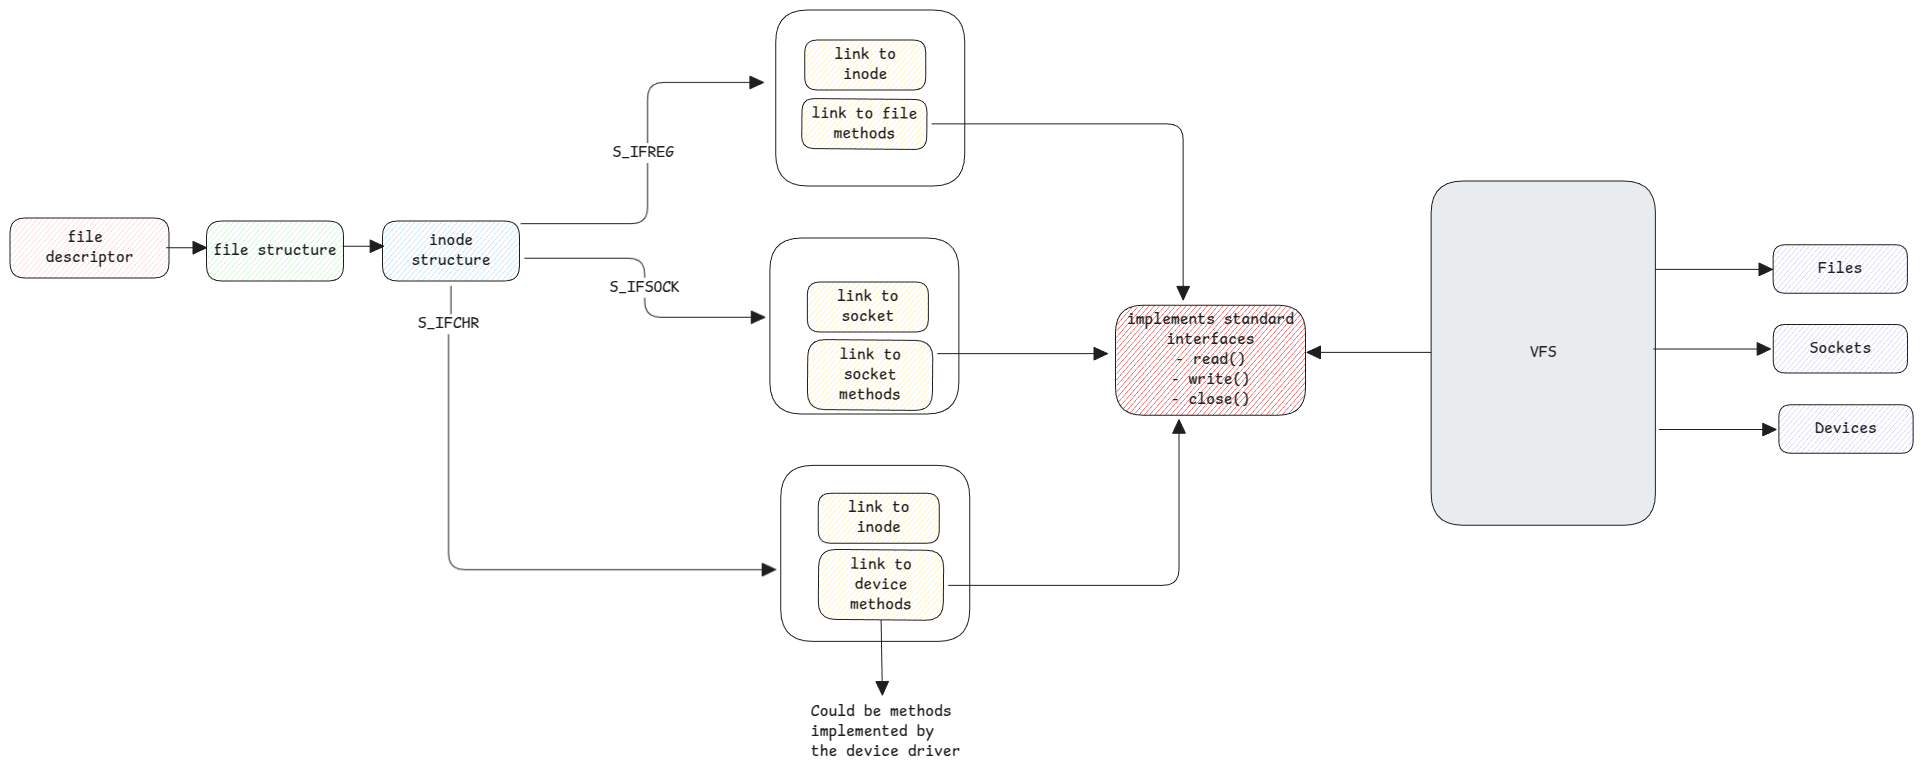 file
descriptor
file structure
inode
structure
S_IFREG
S_IFSOCK
S_IFCHR
link to
inode
link to file
methods
link to
socket
link to
socket
methods
link to
inode
link to
device
methods
Could be methods
implemented by
the device driver
implements standard
interfaces
- read()
- write()
- close()
VFS
Files
Sockets
Devices